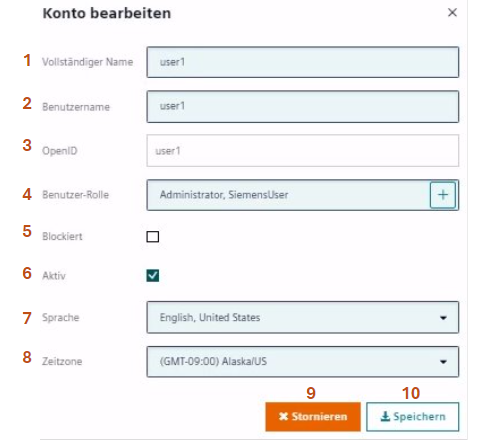 Konto bearbeiten
1 Vollständiger Name user1
2 Benutzername user1
3 OpenID user1
4 Benutzer-Rolle Administrator, SiemensUser
5 Blockiert
6 Aktiv
7 Sprache English, United States
8 Zeitzone (GMT-09:00) Alaska/US
9 10
Stornieren Speichern